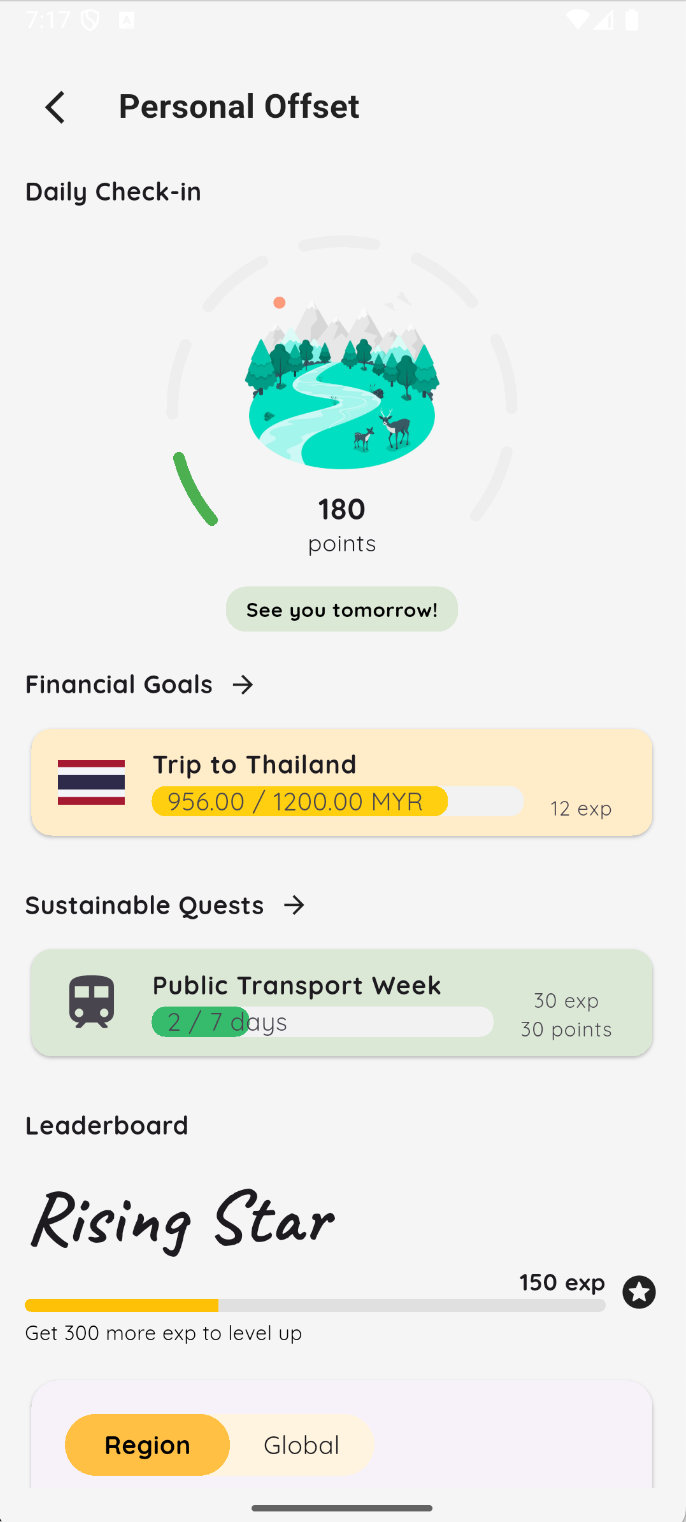 7:17
Personal Offset
Daily Check-in
180
points
See you tomorrow!
Financial Goals
Trip to Thailand
956.00 / 1200.00 MYR
12 exp
Sustainable Quests
Public Transport Week
2 / 7 days
30 exp
30 points
Leaderboard
Rising Star
150 exp
Get 300 more exp to level up
Region
Global